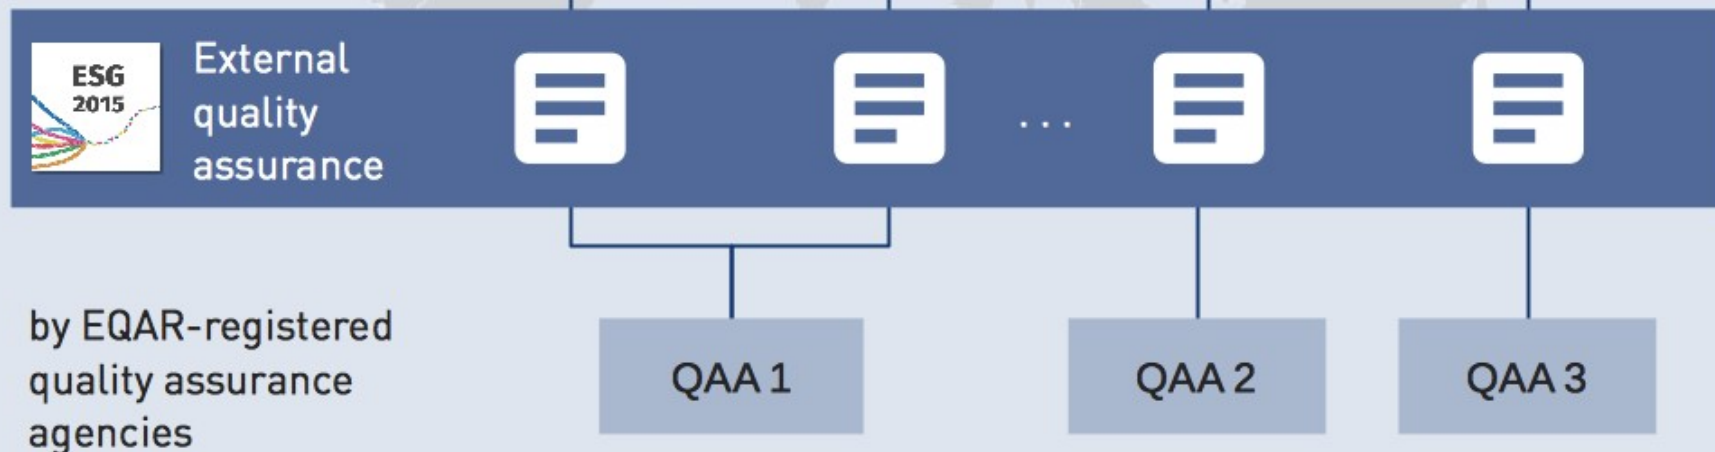 ESG
2015
External
quality
assurance
...
by EQAR-registered
quality assurance
agencies
QAA 1
QAA 2
QAA 3